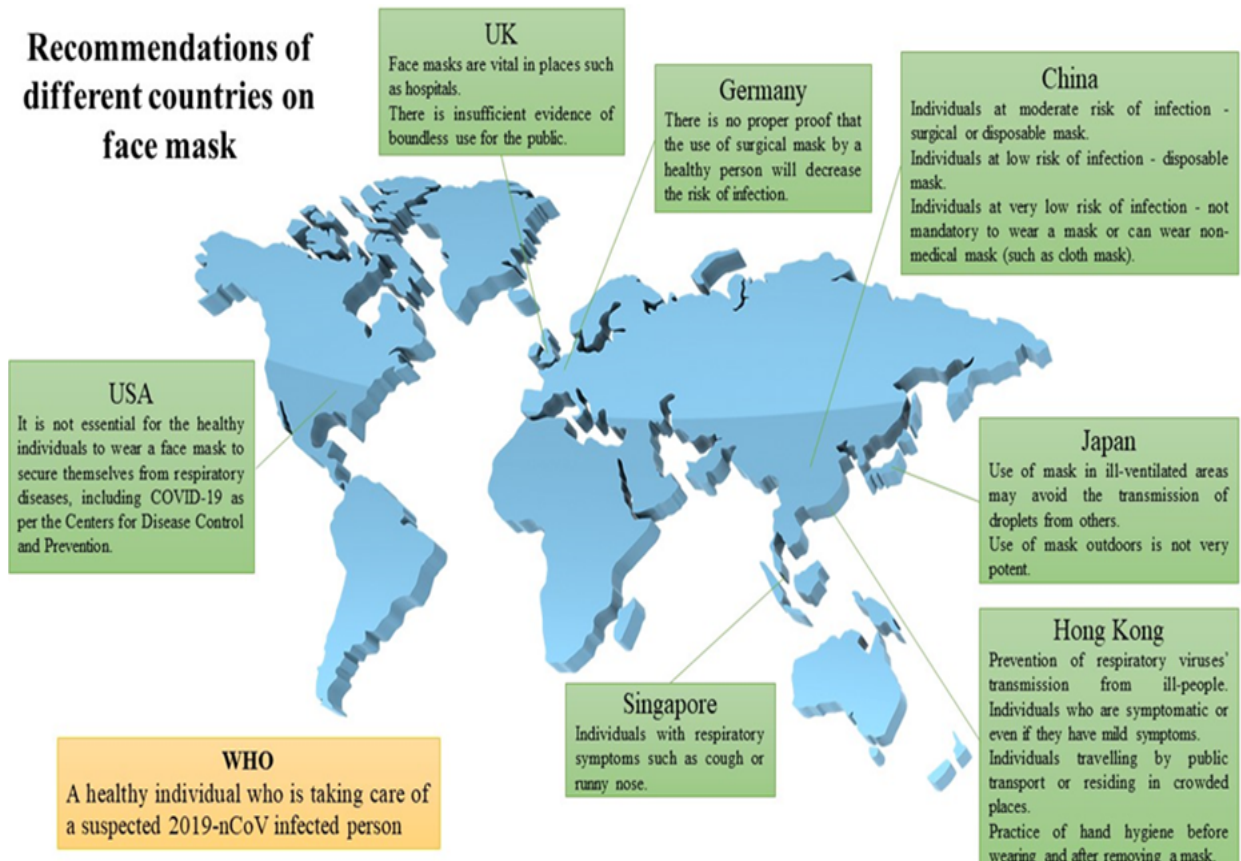 Recommendations of
different countries on
face mask
UK
Face masks are vital in places such
as hospitals.
There is insufficient evidence of
boundless use for the public.
Germany
There is no proper proof that
the use of surgical mask by a
healthy person will decrease
the risk of infection.
China
Individuals at moderate risk of infection -
surgical or disposable mask.
Individuals at low risk of infection - disposable
mask.
Individuals at very low risk of infection - not
mandatory to wear a mask or can wear non-
medical mask (such as cloth mask).
USA
It is not essential for the healthy
individuals to wear a face mask to
secure themselves from respiratory
diseases, including COVID-19 as
per the Centers for Disease Control
and Prevention.
Japan
Use of mask in ill-ventilated areas
may avoid the transmission of
droplets from others.
Use of mask outdoors is not very
potent.
Hong Kong
Prevention of respiratory viruses'
transmission from ill-people.
Individuals who are symptomatic or
even if they have mild symptoms.
Individuals travelling by public
transport or residing in crowded
places.
Practice of hand hygiene before
wearing and after removing a mask.
Singapore
Individuals with respiratory
symptoms such as cough or
runny nose.
WHO
A healthy individual who is taking care of
a suspected 2019-nCoV infected person